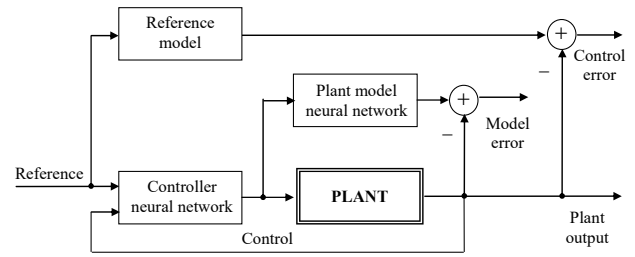 Reference
model
+
Control
error
–
Plant model
neural network
+
Model
error
–
Reference
Controller
neural network
PLANT
Plant
output
Control